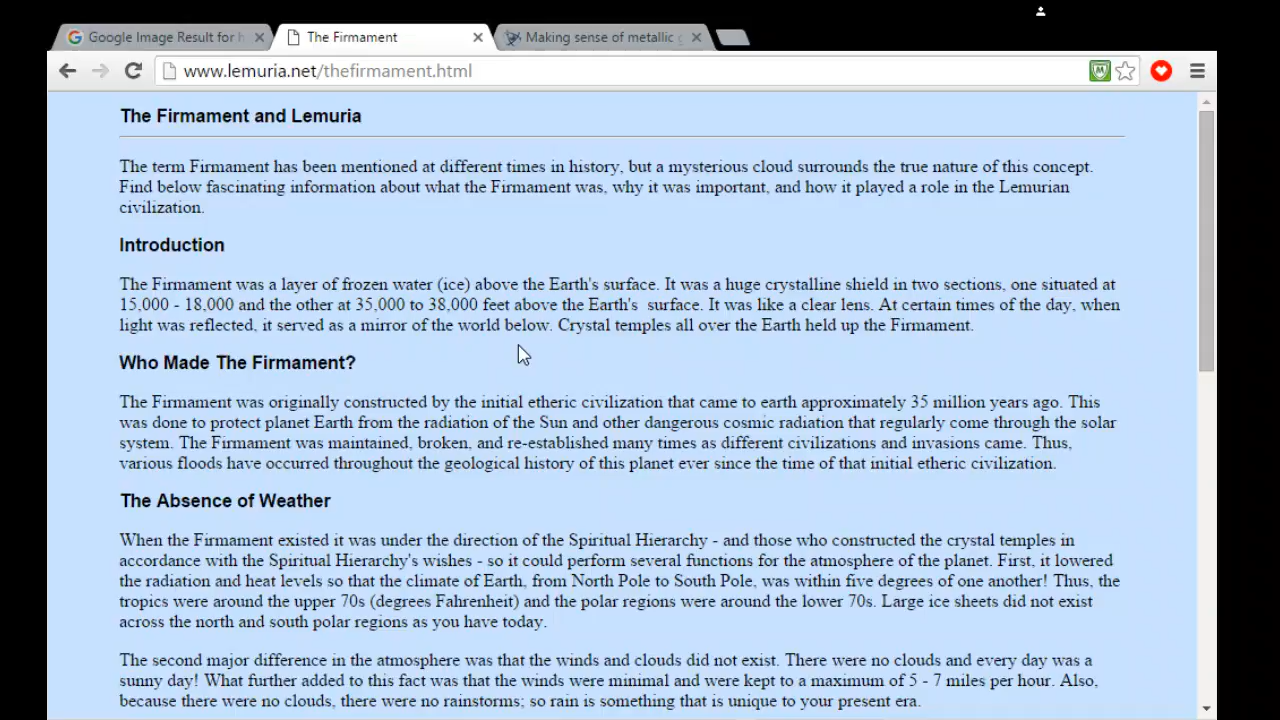 Google Image Result for h
The Firmament
Making sense of metallic g
www.lemuria.net/thefirmament.html
The Firmament and Lemuria
The term Firmament has been mentioned at different times in history, but a mysterious cloud surrounds the true nature of this concept.
Find below fascinating information about what the Firmament was, why it was important, and how it played a role in the Lemurian
civilization.
Introduction
The Firmament was a layer of frozen water (ice) above the Earth's surface. It was a huge crystalline shield in two sections, one situated at
15,000 - 18,000 and the other at 35,000 to 38,000 feet above the Earth's surface. It was like a clear lens. At certain times of the day, when
light was reflected, it served as a mirror of the world below. Crystal temples all over the Earth held up the Firmament.
Who Made The Firmament?
The Firmament was originally constructed by the initial etheric civilization that came to earth approximately 35 million years ago. This
was done to protect planet Earth from the radiation of the Sun and other dangerous cosmic radiation that regularly come through the solar
system. The Firmament was maintained, broken, and re-established many times as different civilizations and invasions came. Thus,
various floods have occurred throughout the geological history of this planet ever since the time of that initial etheric civilization.
The Absence of Weather
When the Firmament existed it was under the direction of the Spiritual Hierarchy - and those who constructed the crystal temples in
accordance with the Spiritual Hierarchy's wishes - so it could perform several functions for the atmosphere of the planet. First, it lowered
the radiation and heat levels so that the climate of Earth, from North Pole to South Pole, was within five degrees of one another! Thus, the
tropics were around the upper 70s (degrees Fahrenheit) and the polar regions were around the lower 70s. Large ice sheets did not exist
across the north and south polar regions as you have today.
The second major difference in the atmosphere was that the winds and clouds did not exist. There were no clouds and every day was a
sunny day! What further added to this fact was that the winds were minimal and were kept to a maximum of 5 - 7 miles per hour. Also,
because there were no clouds, there were no rainstorms; so rain is something that is unique to your present era.